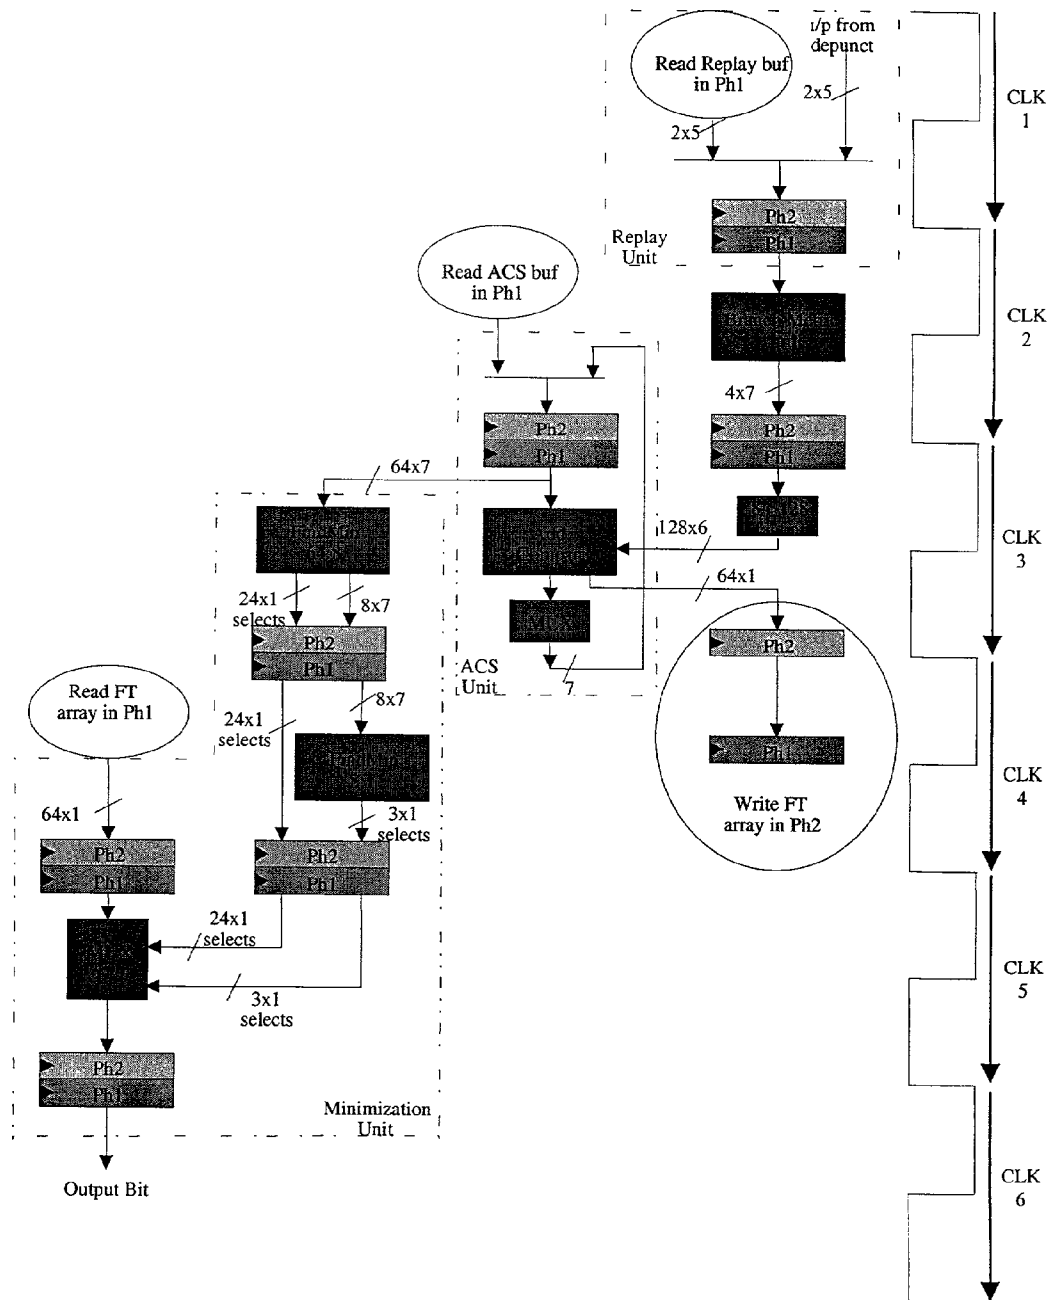 Read Replay buf
in Ph1
i/p from
depunct
2x5
2x5
CLK
1
Ph2
Ph1
Replay
Unit
Read ACS buf
in Ph1
CLK
2
4x7
Ph2
Ph1
Ph2
Ph1
64x7
128x6
CLK
3
64x1
24x1
selects
8x7
MUX
Ph2
Ph1
Ph2
ACS
Unit
7
Read FT
array in Ph1
24x1
selects
8x7
Ph1
CLK
4
Write FT
array in Ph2
64x1
3x1
selects
Ph2
Ph1
Ph2
Ph1
24x1
selects
3x1
selects
CLK
5
Ph2
Ph1
Minimization
Unit
Output Bit
CLK
6